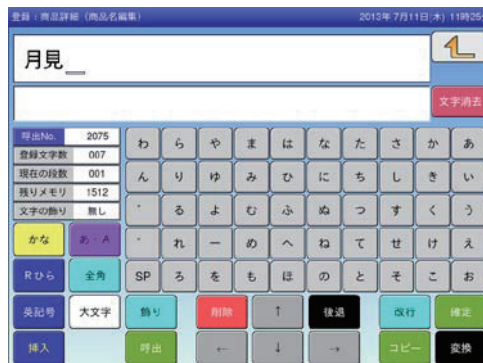 登録:商品詳細(商品名編集) 2013年 7月11日(木) 11時25
月見
文字消去
呼出No. 2075
登録文字数 007
現在の段数 001
残りメモリ 1512
文字の飾り 無し
わ ら や ま は な た さ か あ
ん り ゆ み ひ に ち し き い
゛ る よ む ふ ぬ つ す く う
れ ー め へ ね て せ け え
SP ろ を も ほ の と そ こ お
かな あ・A
Rひら 全角
英記号 大文字 飾り 削除 ↑ 後退 改行 確定
挿入 呼出 ← ↓ → コピー 変換